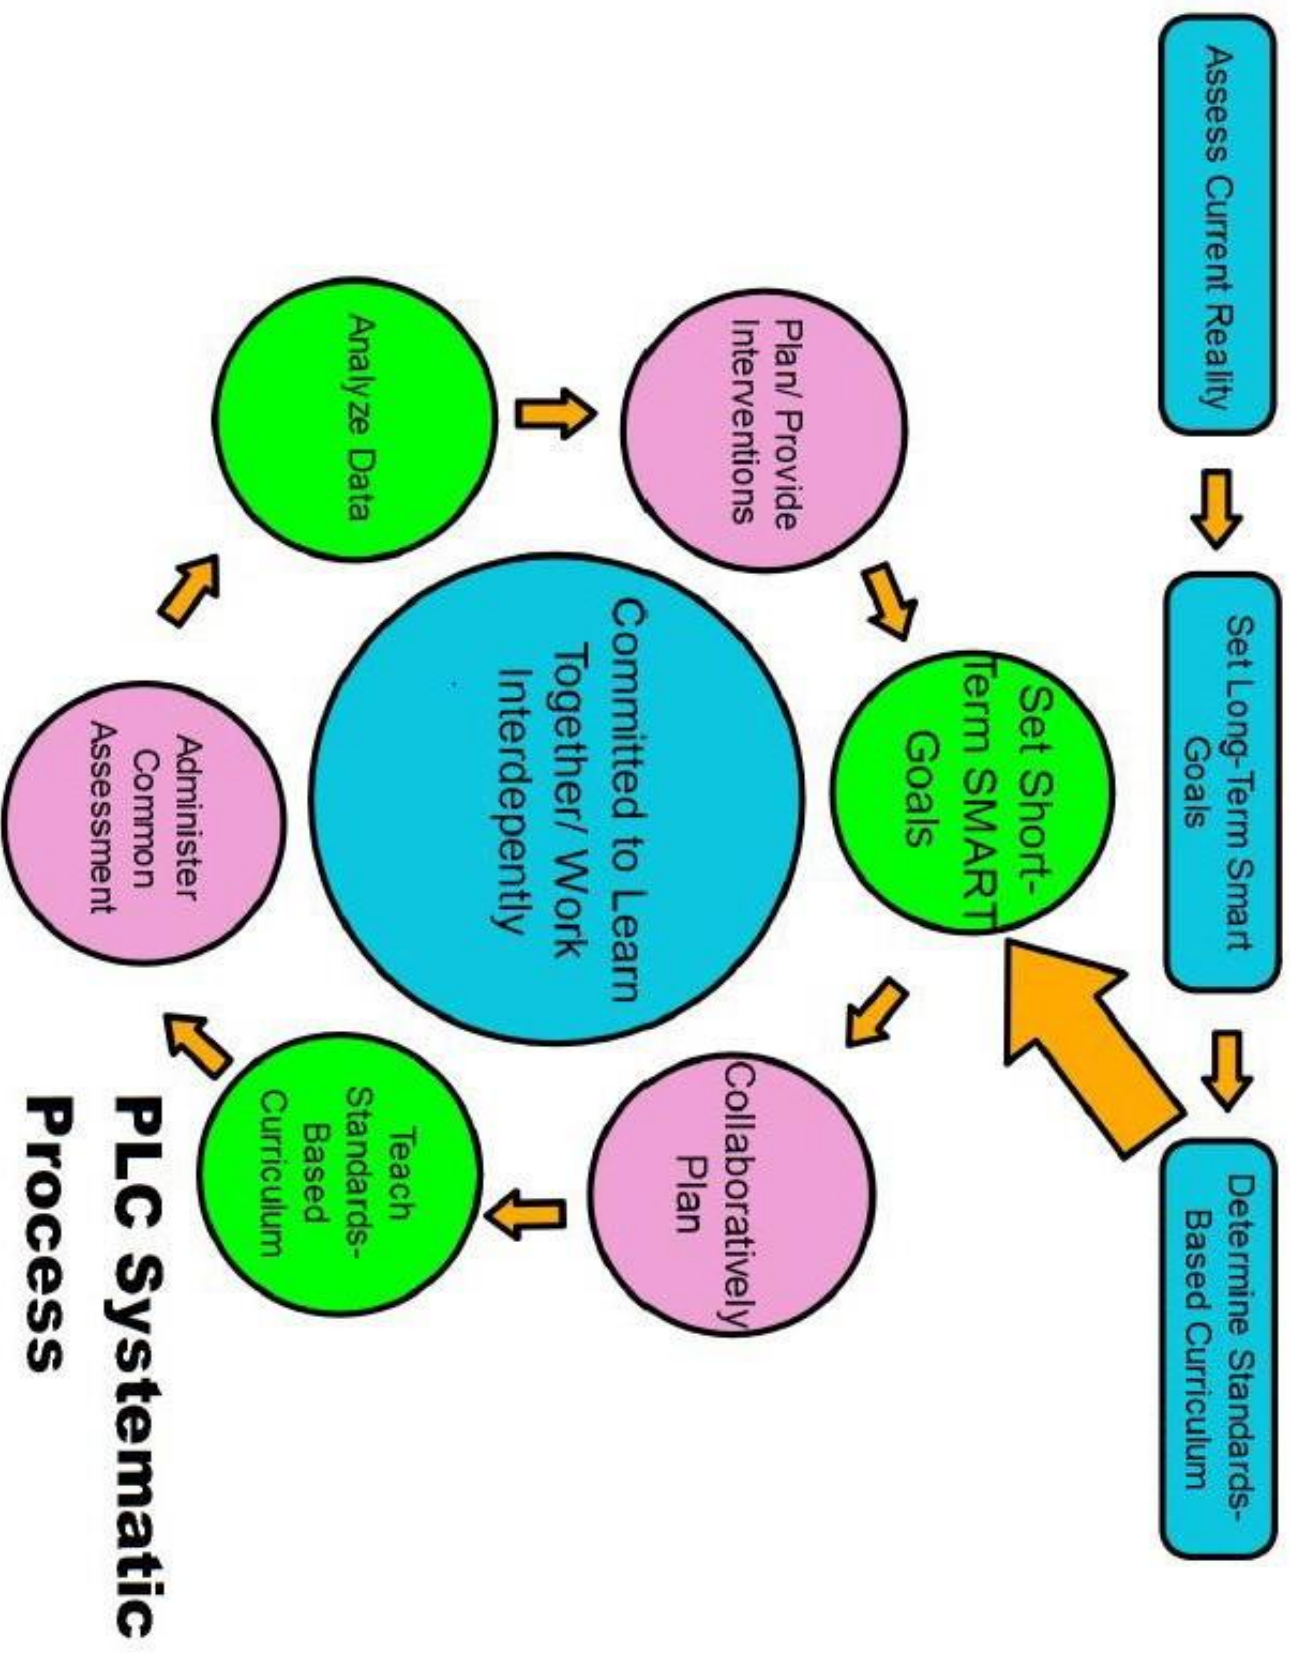 Assess Current Reality
Set Long-Term Smart
Goals
Determine Standards-
Based Curriculum
Set Short-
Term SMART
Goals
Collaboratively
Plan
Teach
Standards-
Based
Curriculum
Administer
Common
Assessment
Analyze Data
Plan/ Provide
Interventions
Committed to Learn
Together/ Work
Interdepently
PLC Systematic
Process